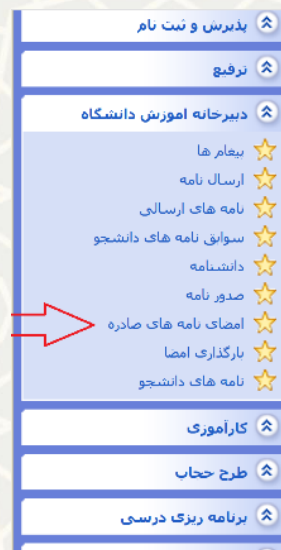 پذیرش و ثبت نام
ترفیع
دبیرخانه اموزش دانشگاه
پیغام ها
ارسال نامه
نامه های ارسالی
سوابق نامه های دانشجو
دانشنامه
صدور نامه
امضای نامه های صادره
بارگذاری امضا
نامه های دانشجو
کارآموزی
طرح حجاب
برنامه ریزی درسی